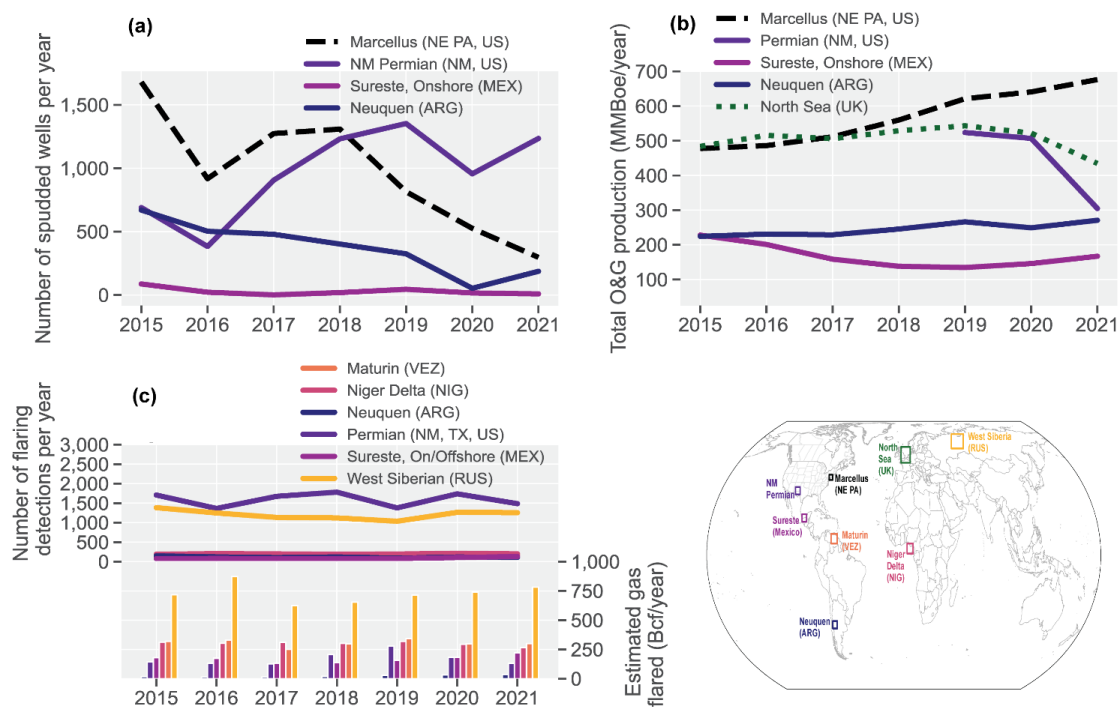 (a)
Marcellus (NE PA, US)
NM Permian (NM, US)
Sureste, Onshore (MEX)
Neuquen (ARG)
Number of spudded wells per year
1,500
1,000
500
0
2015 2016 2017 2018 2019 2020 2021
(b)
Marcellus (NE PA, US)
Permian (NM, US)
Sureste, Onshore (MEX)
Neuquen (ARG)
North Sea (UK)
Total O&G production (MMBoe/year)
700
600
500
400
300
200
100
2015 2016 2017 2018 2019 2020 2021
(c)
Maturin (VEZ)
Niger Delta (NIG)
Neuquen (ARG)
Permian (NM, TX, US)
Sureste, On/Offshore (MEX)
West Siberian (RUS)
Number of flaring
detections per year
3,000
2,500
2,000
1,500
1,000
500
0
1,000
750
500
250
0
Estimated gas
flared (Bcf/year)
2015 2016 2017 2018 2019 2020 2021
North
Sea
(UK)
West Siberia
(RUS)
Marcellus
(NE PA)
NM
Permian
Sureste
(Mexico)
Maturin
(VEZ)
Niger
Delta
(NIG)
Neuquen
(ARG)